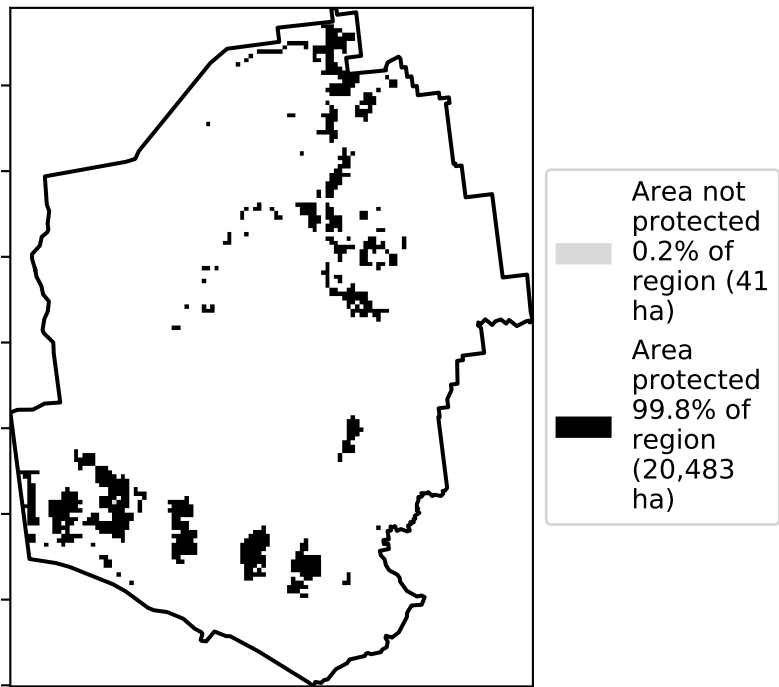 Area not
protected
0.2% of
region (41
ha)
Area
protected
99.8% of
region
(20,483
ha)